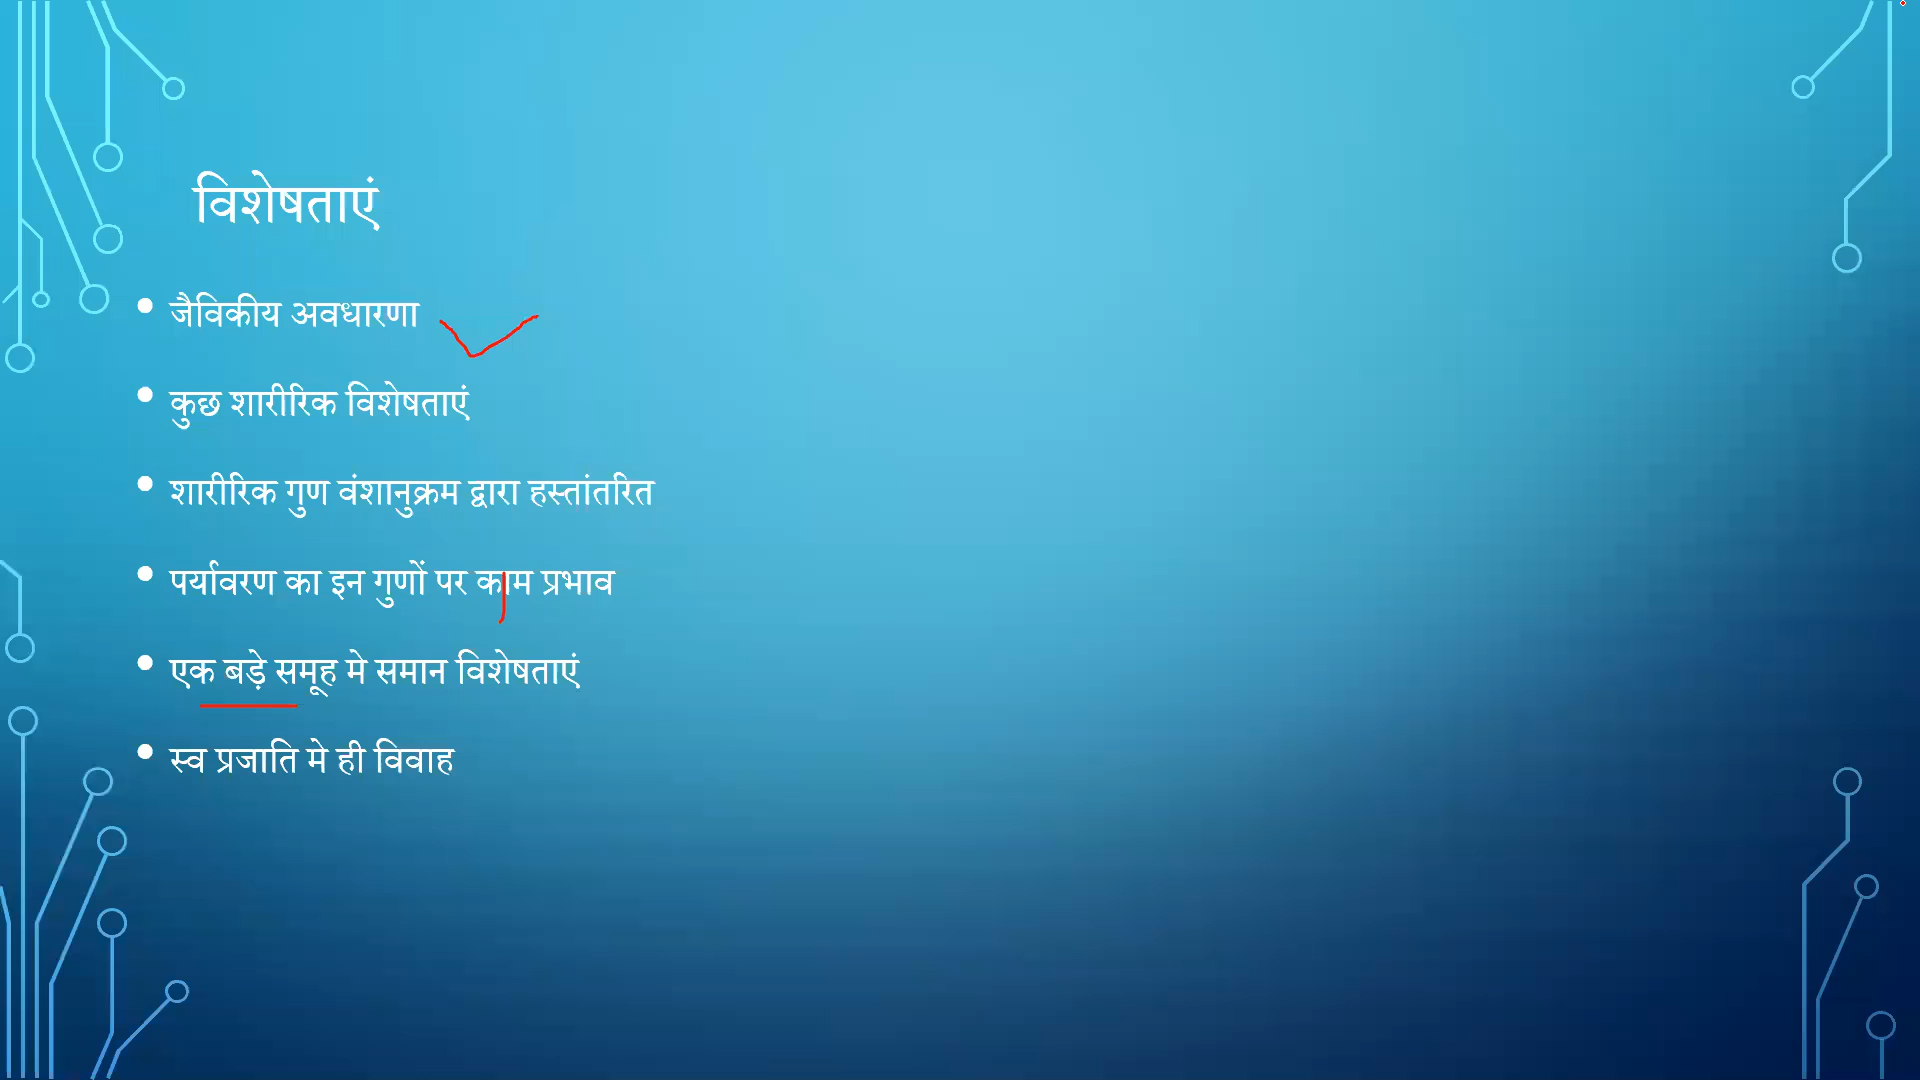 विशेषताएं
जैविकीय अवधारणा
कुछ शारीरिक विशेषताएं
शारीरिक गुण वंशानुक्रम द्वारा हस्तांतरित
पर्यावरण का इन गुणों पर काम प्रभाव
एक बड़े समूह मे समान विशेषताएं
स्व प्रजाति मे ही विवाह